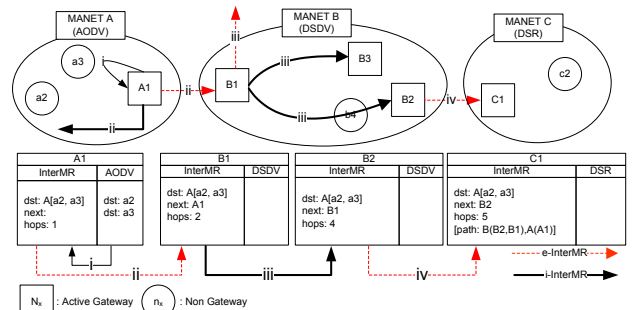 MANET A
(AODV)
a3
i
a2
A1
ii
ii
MANET B
(DSDV)
iii
B1
iii
B3
iii
b4
B2
iv
MANET C
(DSR)
C1
c2
A1
InterMR AODV
dst: A[a2, a3] dst: a2
next: dst: a3
hops: 1
B1
InterMR DSDV
dst: A[a2, a3]
next: A1
hops: 2
B2
InterMR DSDV
dst: A[a2, a3]
next: B1
hops: 4
C1
InterMR DSR
dst: A[a2, a3]
next: B2
hops: 5
[path: B(B2,B1),A(A1)]
i
ii
iii
iv
e-InterMR
i-InterMR
Nx : Active Gateway
nx : Non Gateway